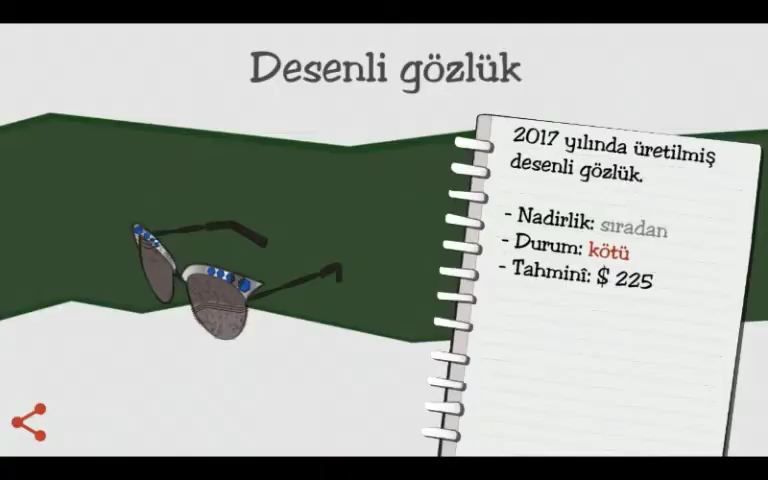 Desenli gözlük
2017 yılında üretilmiş
desenli gözlük.
- Nadirlik: sıradan
- Durum: kötü
- Tahminî: $ 225